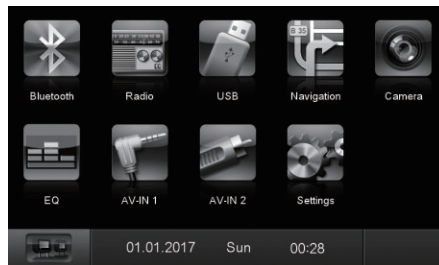 B 35
Bluetooth Radio USB Navigation Camera
EQ AV-IN 1 AV-IN 2 Settings
01.01.2017 Sun 00:28